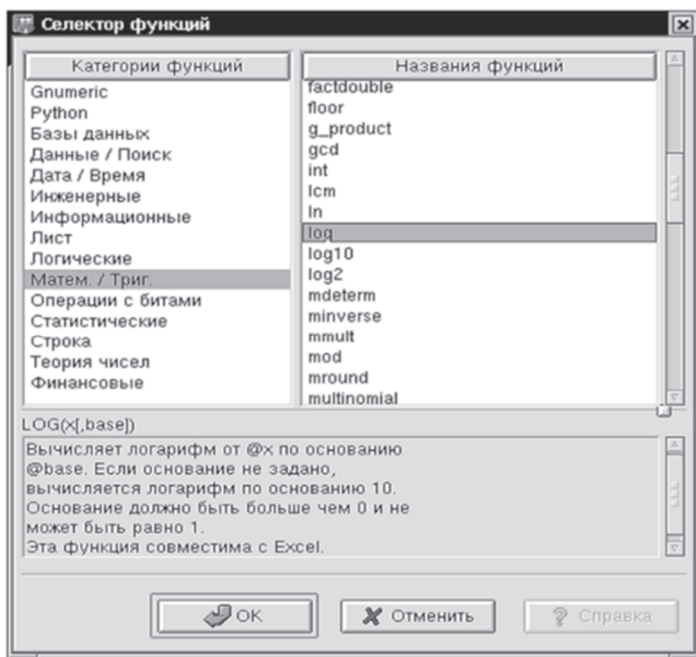 Селектор функций
Категории функций
Gnumeric
Python
Базы данных
Данные / Поиск
Дата / Время
Инженерные
Информационные
Лист
Логические
Матем. / Триг.
Операции с битами
Статистические
Строка
Теория чисел
Финансовые
Названия функций
factdouble
floor
g_product
gcd
int
lcm
ln
log
log10
log2
mdeterm
minverse
mmult
mod
mround
multinomial
LOG(x[,base])
Вычисляет логарифм от @x по основанию
@base. Если основание не задано,
вычисляется логарифм по основанию 10.
Основание должно быть больше чем 0 и не
может быть равно 1.
Эта функция совместима с Excel.
OK
Отменить
Справка